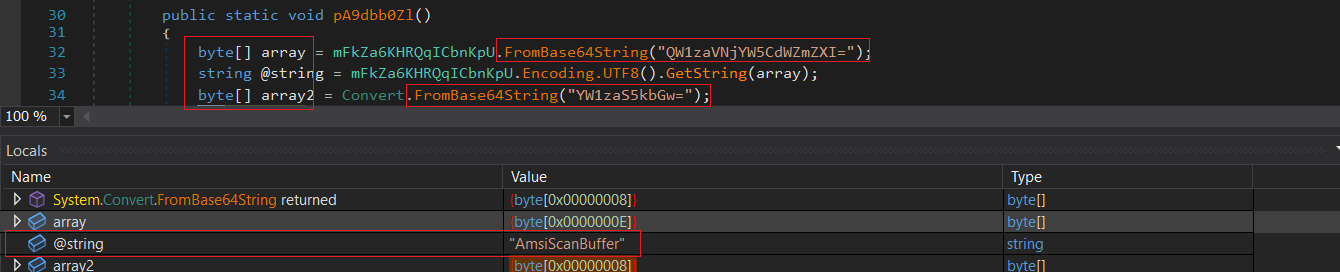 30 public static void pA9dbb0Zl()
31 {
32 byte[] array = mFkZa6KHRQqICbnKpU.FromBase64String("QW1zaVNjYW5CdWZmZXI=");
33 string @string = mFkZa6KHRQqICbnKpU.Encoding.UTF8().GetString(array);
34 byte[] array2 = Convert.FromBase64String("YW1zaS5kbGw=");
100 %
Locals
Name Value Type
System.Convert.FromBase64String returned {byte[0x00000008]} byte[]
array {byte[0x0000000E]} byte[]
@string "AmsiScanBuffer" string
array2 {byte[0x00000008]} byte[]